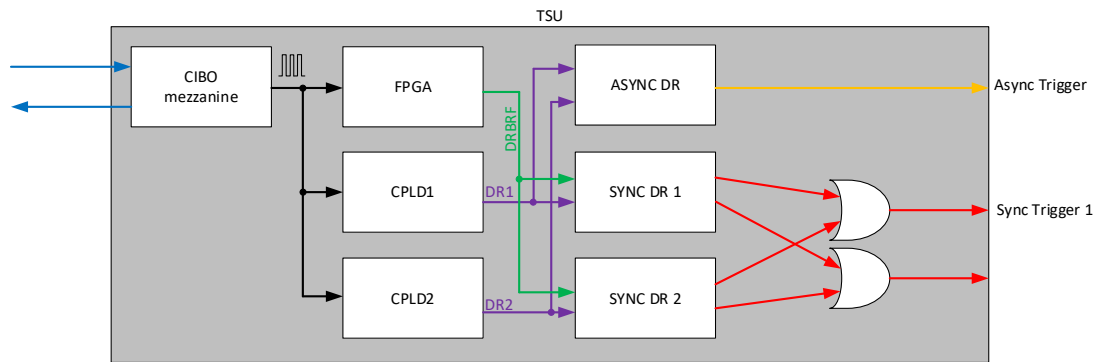 TSU
CIBO
mezzanine
FPGA
ASYNC DR
Async Trigger
DRBRF
CPLD1
DR1
SYNC DR 1
Sync Trigger 1
CPLD2
DR2
SYNC DR 2